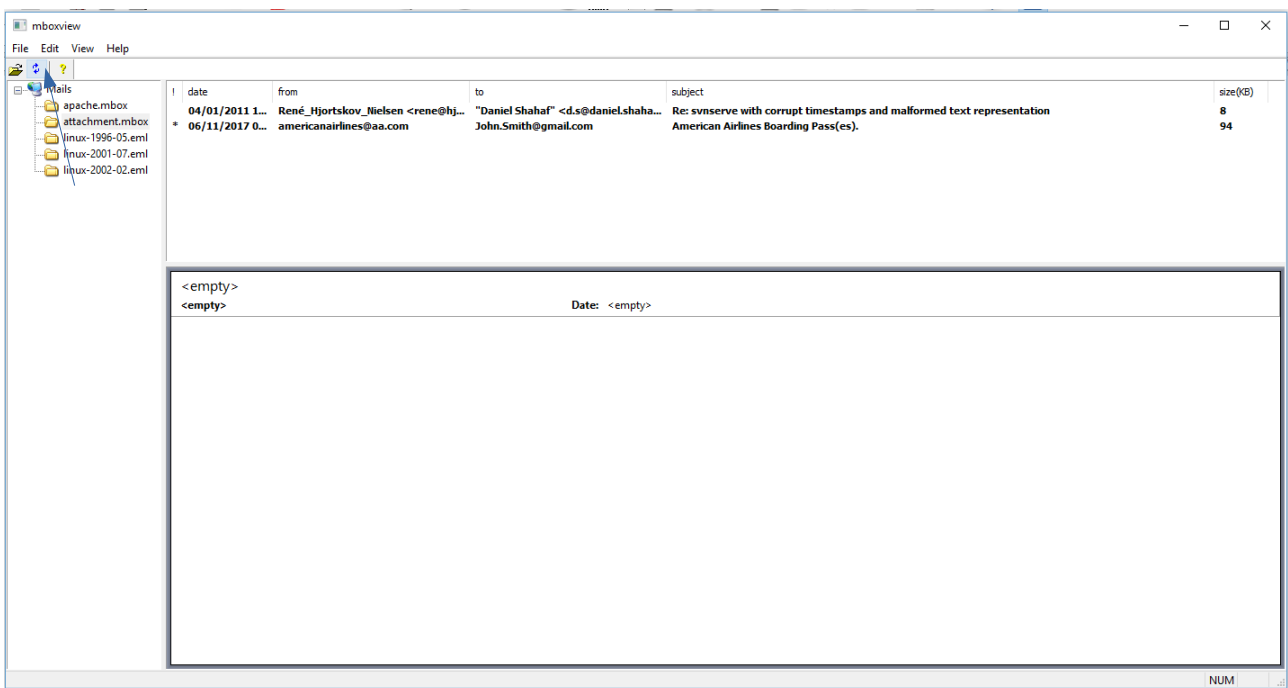 mboxview
File Edit View Help
?
Mails
apache.mbox
attachment.mbox
linux-1996-05.eml
linux-2001-07.eml
linux-2002-02.eml
! date from to subject size(KB)
04/01/2011 1... René_Hjortskov_Nielsen <rene@hj... "Daniel Shahaf" <d.s@daniel.shaha... Re: svnserve with corrupt timestamps and malformed text representation 8
* 06/11/2017 0... americanairlines@aa.com John.Smith@gmail.com American Airlines Boarding Pass(es). 94
<empty>
<empty> Date: <empty>
NUM